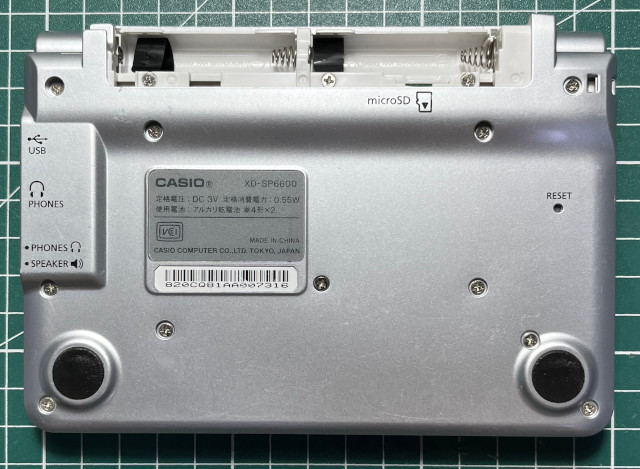 microSD
USB
PHONES
• PHONES
• SPEAKER
CASIO® XD-SP6600
定格電圧：DC 3V 定格消費電力：0.55W
使用電池：アルカリ乾電池 単4形×2
VCI
MADE IN CHINA
CASIO COMPUTER CO.,LTD. TOKYO, JAPAN
820CQ81AA007316
RESET